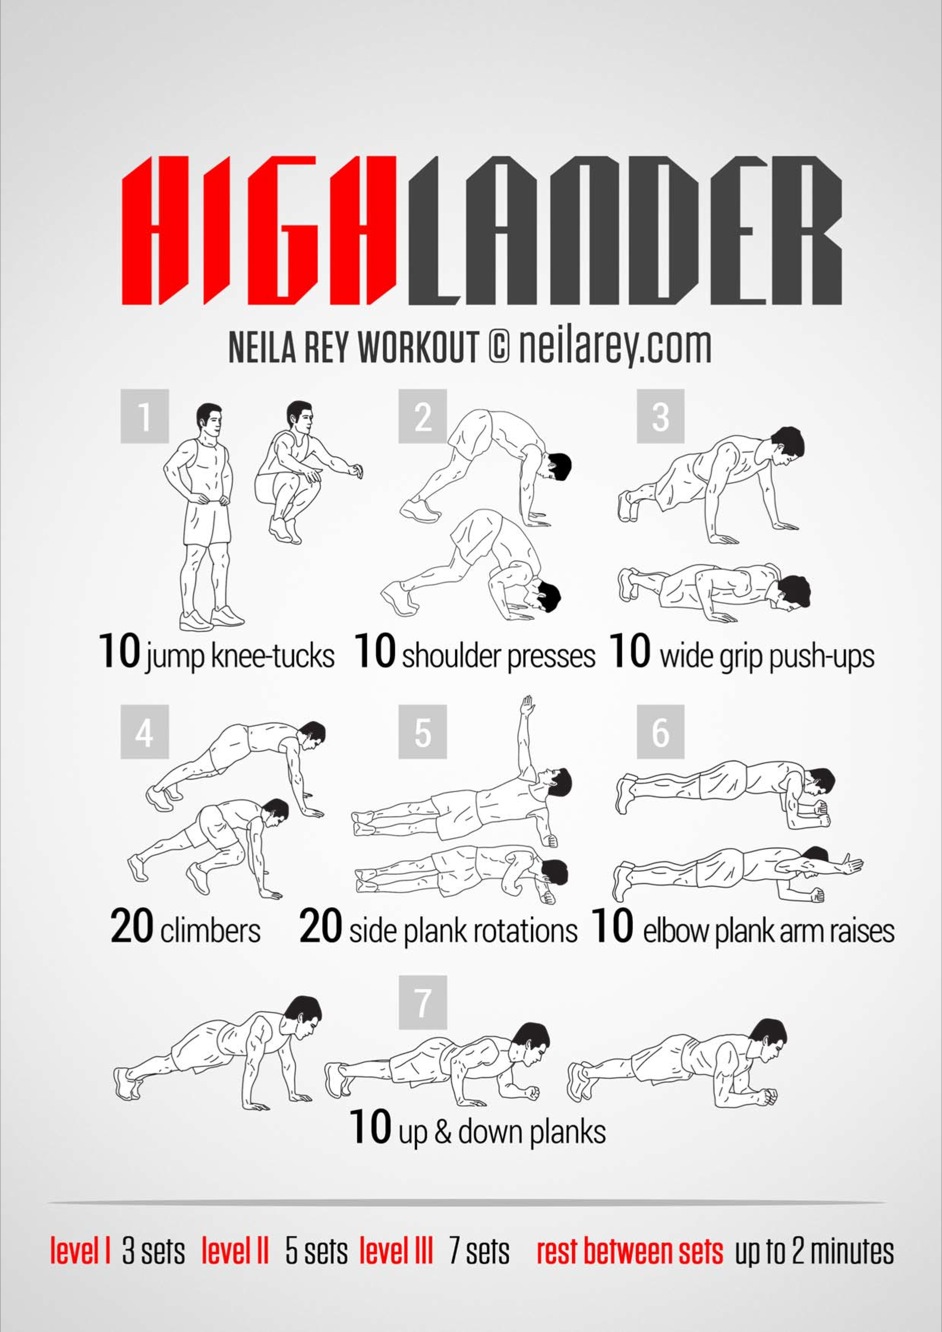 HIGHLANDER
NEILA REY WORKOUT © neilarey.com
1
2
3
10 jump knee-tucks
10 shoulder presses
10 wide grip push-ups
4
5
6
20 climbers
20 side plank rotations
10 elbow plank arm raises
7
10 up & down planks
level I 3 sets level II 5 sets level III 7 sets rest between sets up to 2 minutes